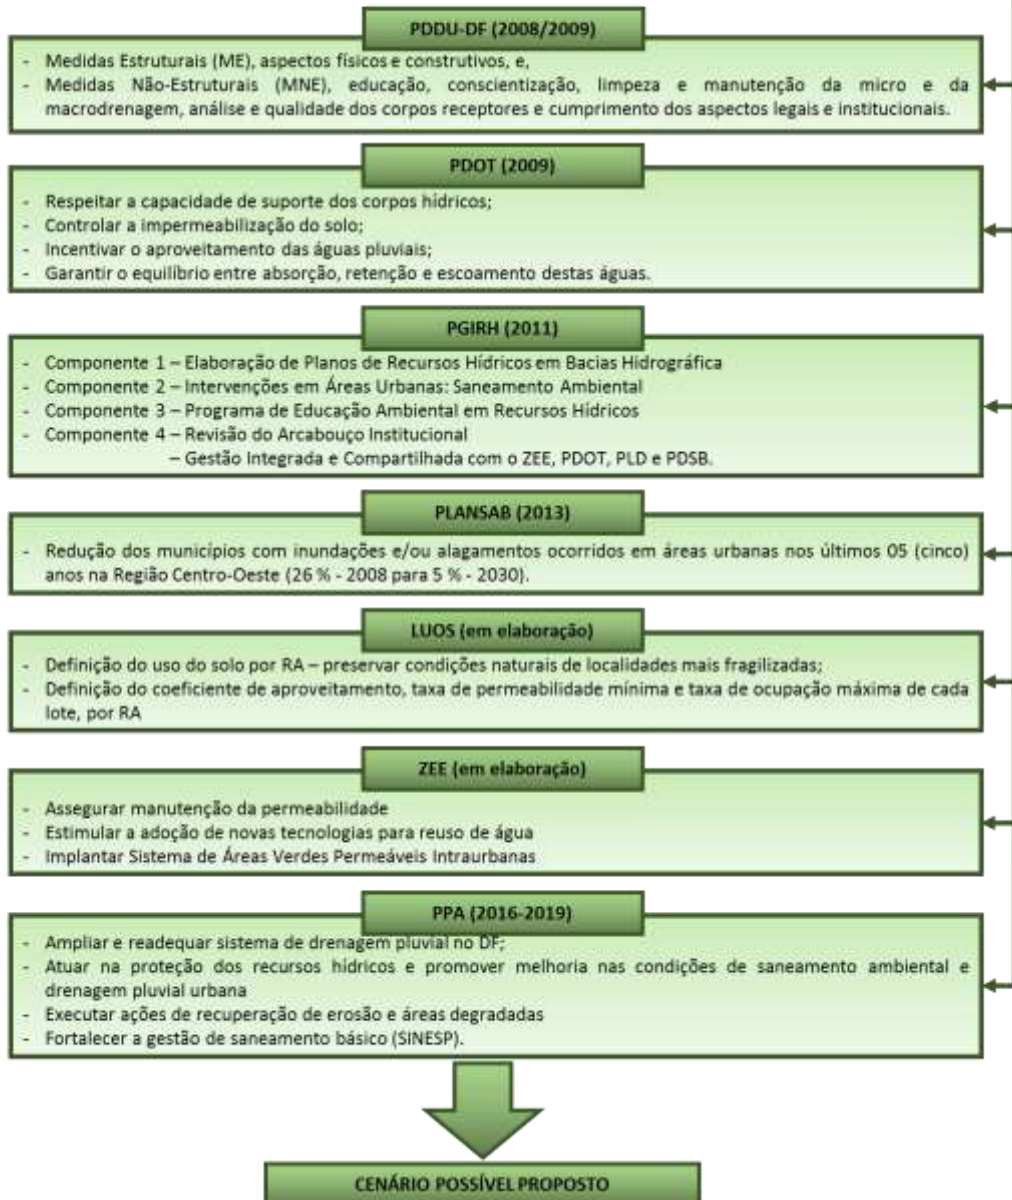 PDDU-DF (2008/2009)
- Medidas Estruturais (ME), aspectos físicos e construtivos, e,
- Medidas Não-Estruturais (MNE), educação, conscientização, limpeza e manutenção da micro e da
macrodrenagem, análise e qualidade dos corpos receptores e cumprimento dos aspectos legais e institucionais.
PDOT (2009)
- Respeitar a capacidade de suporte dos corpos hídricos;
- Controlar a impermeabilização do solo;
- Incentivar o aproveitamento das águas pluviais;
- Garantir o equilíbrio entre absorção, retenção e escoamento destas águas.
PGIRH (2011)
- Componente 1 – Elaboração de Planos de Recursos Hídricos em Bacias Hidrográfica
- Componente 2 – Intervenções em Áreas Urbanas: Saneamento Ambiental
- Componente 3 – Programa de Educação Ambiental em Recursos Hídricos
- Componente 4 – Revisão do Arcabouço Institucional
– Gestão Integrada e Compartilhada com o ZEE, PDOT, PLD e PDSB.
PLANSAB (2013)
- Redução dos municípios com inundações e/ou alagamentos ocorridos em áreas urbanas nos últimos 05 (cinco)
anos na Região Centro-Oeste (26 % - 2008 para 5 % - 2030).
LUOS (em elaboração)
- Definição do uso do solo por RA – preservar condições naturais de localidades mais fragilizadas;
- Definição do coeficiente de aproveitamento, taxa de permeabilidade mínima e taxa de ocupação máxima de cada
lote, por RA
ZEE (em elaboração)
- Assegurar manutenção da permeabilidade
- Estimular a adoção de novas tecnologias para reuso de água
- Implantar Sistema de Áreas Verdes Permeáveis Intraurbanas
PPA (2016-2019)
- Ampliar e readequar sistema de drenagem pluvial no DF;
- Atuar na proteção dos recursos hídricos e promover melhoria nas condições de saneamento ambiental e
drenagem pluvial urbana
- Executar ações de recuperação de erosão e áreas degradadas
- Fortalecer a gestão de saneamento básico (SINESP).
CENÁRIO POSSÍVEL PROPOSTO